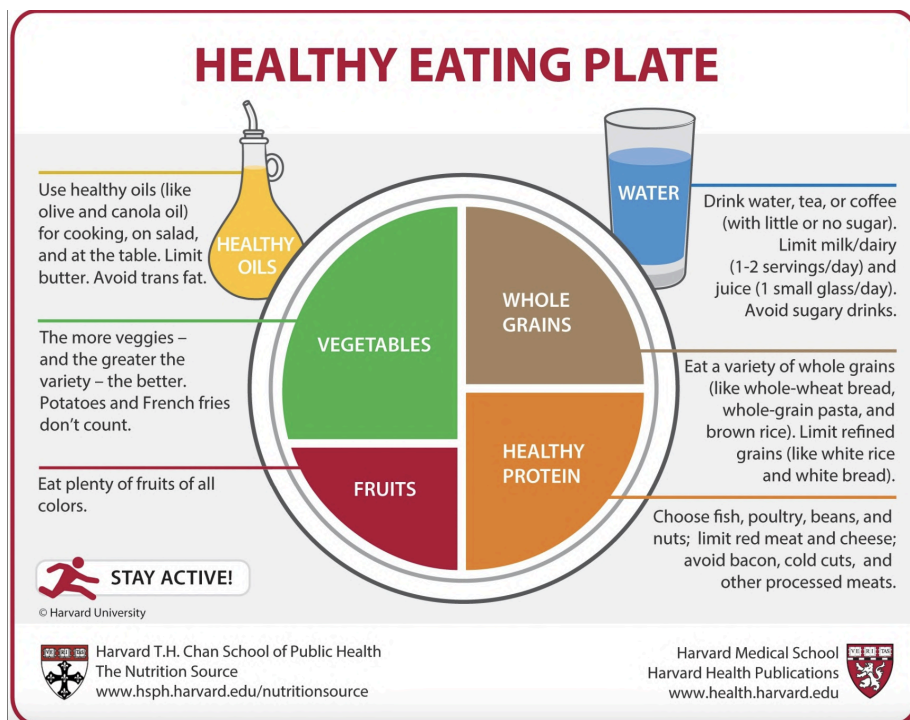 HEALTHY EATING PLATE
Use healthy oils (like
olive and canola oil)
for cooking, on salad,
and at the table. Limit
butter. Avoid trans fat.
HEALTHY
OILS
The more veggies –
and the greater the
variety – the better.
Potatoes and French fries
don’t count.
Eat plenty of fruits of all
colors.
VEGETABLES
FRUITS
WHOLE
GRAINS
HEALTHY
PROTEIN
WATER
Drink water, tea, or coffee
(with little or no sugar).
Limit milk/dairy
(1-2 servings/day) and
juice (1 small glass/day).
Avoid sugary drinks.
Eat a variety of whole grains
(like whole-wheat bread,
whole-grain pasta, and
brown rice). Limit refined
grains (like white rice
and white bread).
Choose fish, poultry, beans, and
nuts; limit red meat and cheese;
avoid bacon, cold cuts, and
other processed meats.
STAY ACTIVE!
© Harvard University
Harvard T.H. Chan School of Public Health
The Nutrition Source
www.hsph.harvard.edu/nutritionsource
Harvard Medical School
Harvard Health Publications
www.health.harvard.edu